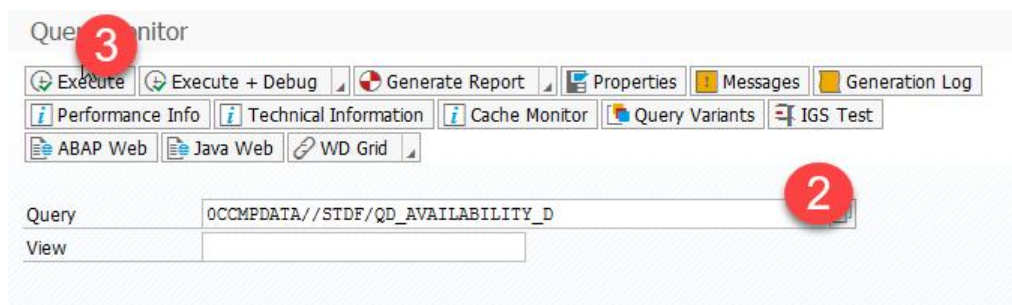 Que nitor
3
Execute Execute + Debug Generate Report Properties Messages Generation Log
Performance Info Technical Information Cache Monitor Query Variants IGS Test
ABAP Web Java Web WD Grid
2
Query 0CCMPDATA//STDF/QD_AVAILABILITY_D
View